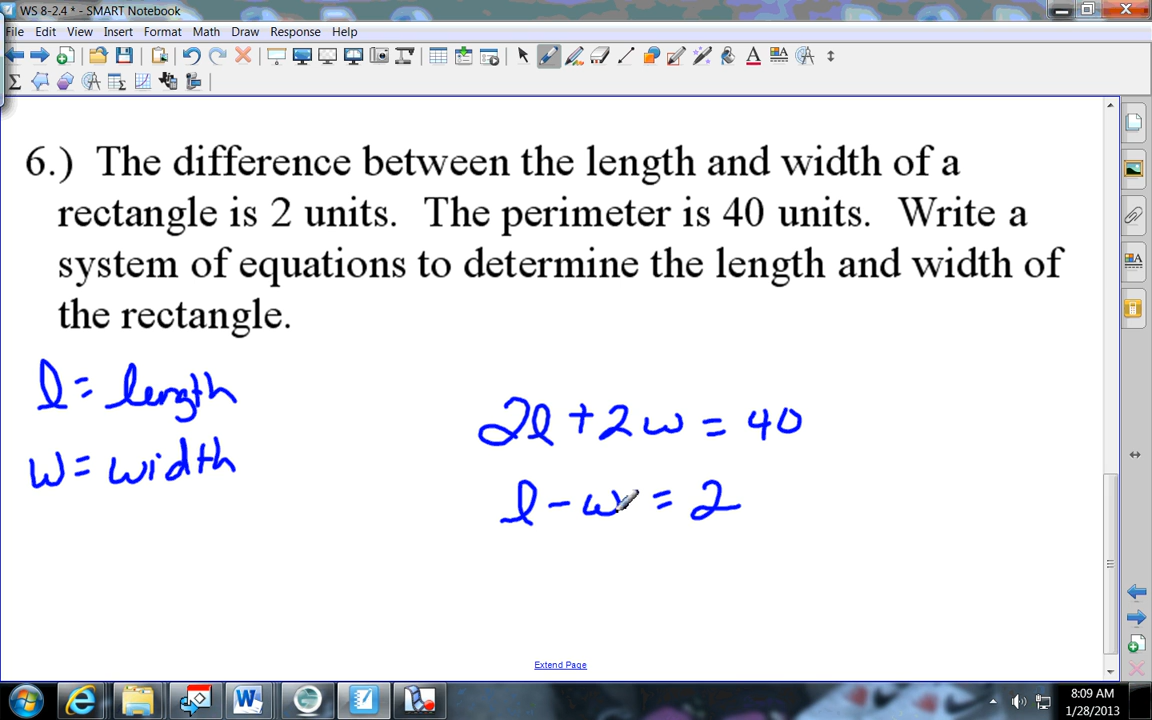 WS 8-2.4 * - SMART Notebook
File Edit View Insert Format Math Draw Response Help
6.) The difference between the length and width of a
rectangle is 2 units. The perimeter is 40 units. Write a
system of equations to determine the length and width of
the rectangle.
l = length
w = width
2l + 2w = 40
l - w = 2
Extend Page
8:09 AM
1/28/2013